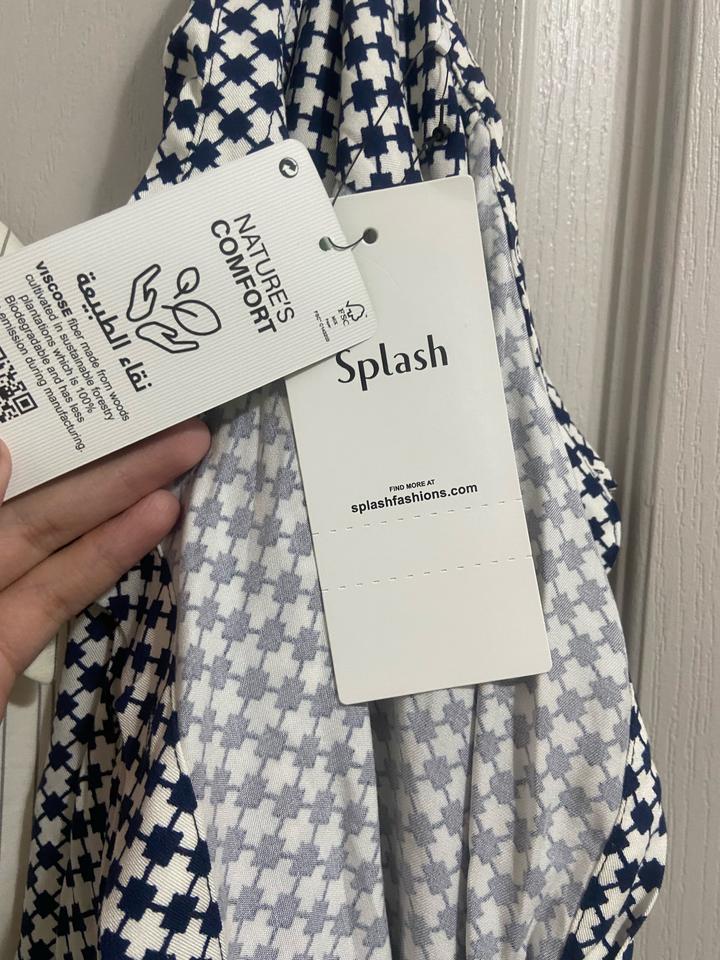 NATURE'S
COMFORT
نقاء الطبيعة
VISCOSE fiber made from woods
cultivated in sustainable forestry
plantations which is 100%
Biodegradable and has less
emission during manufacturing.
FSC
MIX
Splash
FIND MORE AT
splashfashions.com